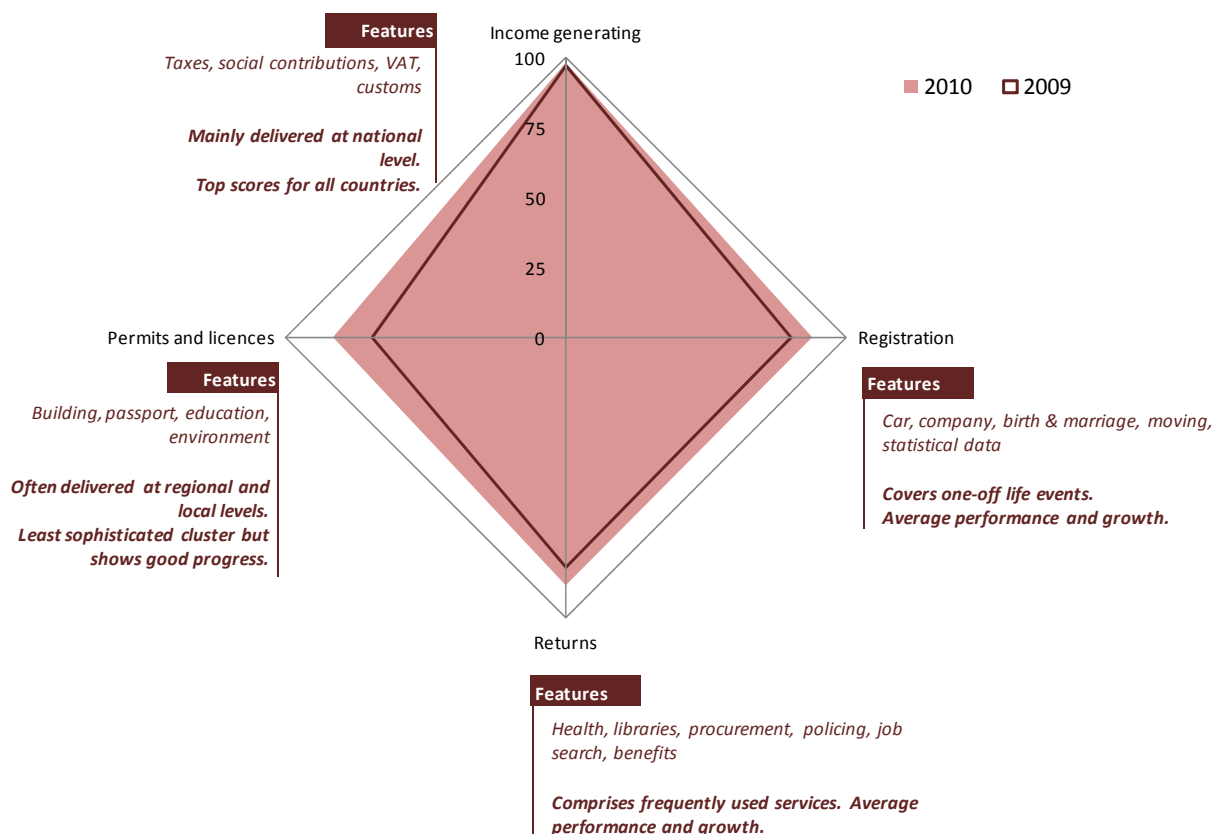 Features
Taxes, social contributions, VAT,
customs
Mainly delivered at national
level.
Top scores for all countries.
Income generating
100
75
50
25
0
2010
2009
Permits and licences
Features
Building, passport, education,
environment
Often delivered at regional and
local levels.
Least sophisticated cluster but
shows good progress.
Registration
Features
Car, company, birth & marriage, moving,
statistical data
Covers one-off life events.
Average performance and growth.
Returns
Features
Health, libraries, procurement, policing, job
search, benefits
Comprises frequently used services. Average
performance and growth.